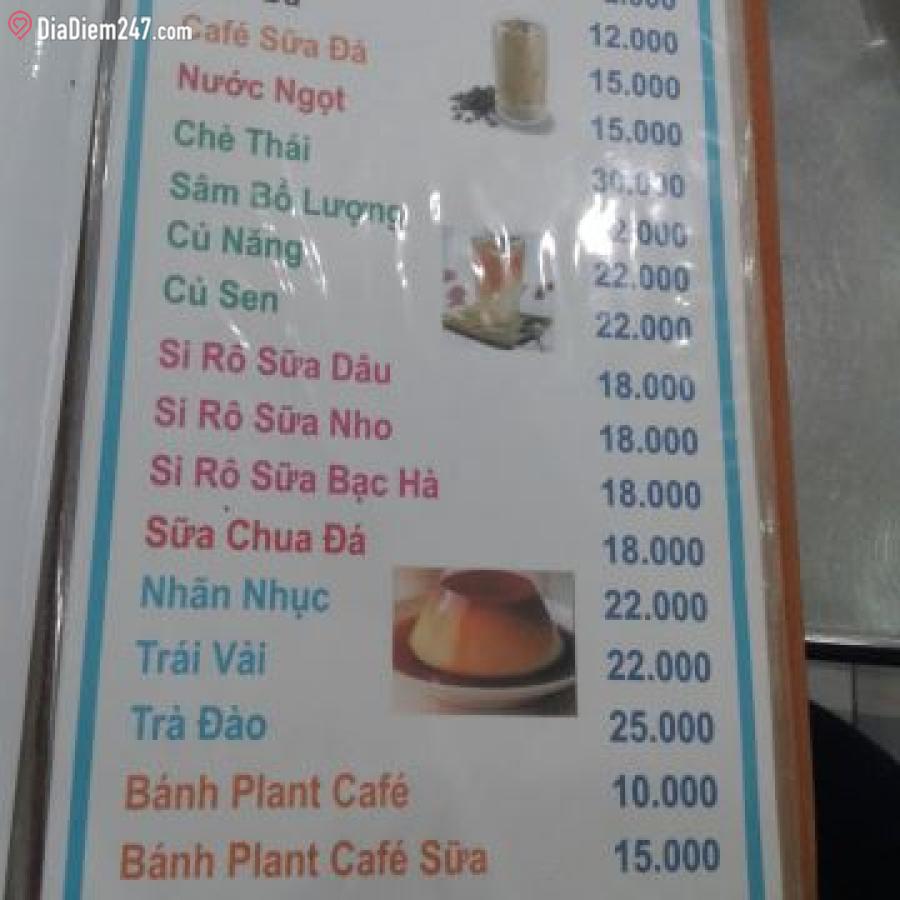 DiaDiem247.com
12.000
Café Sữa Đá 15.000
Nước Ngọt 15.000
Chè Thái 30.000
Sâm Bổ Lượng
Củ Năng 22.000
Củ Sen 22.000
Si Rô Sữa Dâu 18.000
Si Rô Sữa Nho 18.000
Si Rô Sữa Bạc Hà 18.000
Sữa Chua Đá 18.000
Nhãn Nhục 22.000
Trái Vải 22.000
Trà Đào 25.000
Bánh Plant Café 10.000
Bánh Plant Café Sữa 15.000